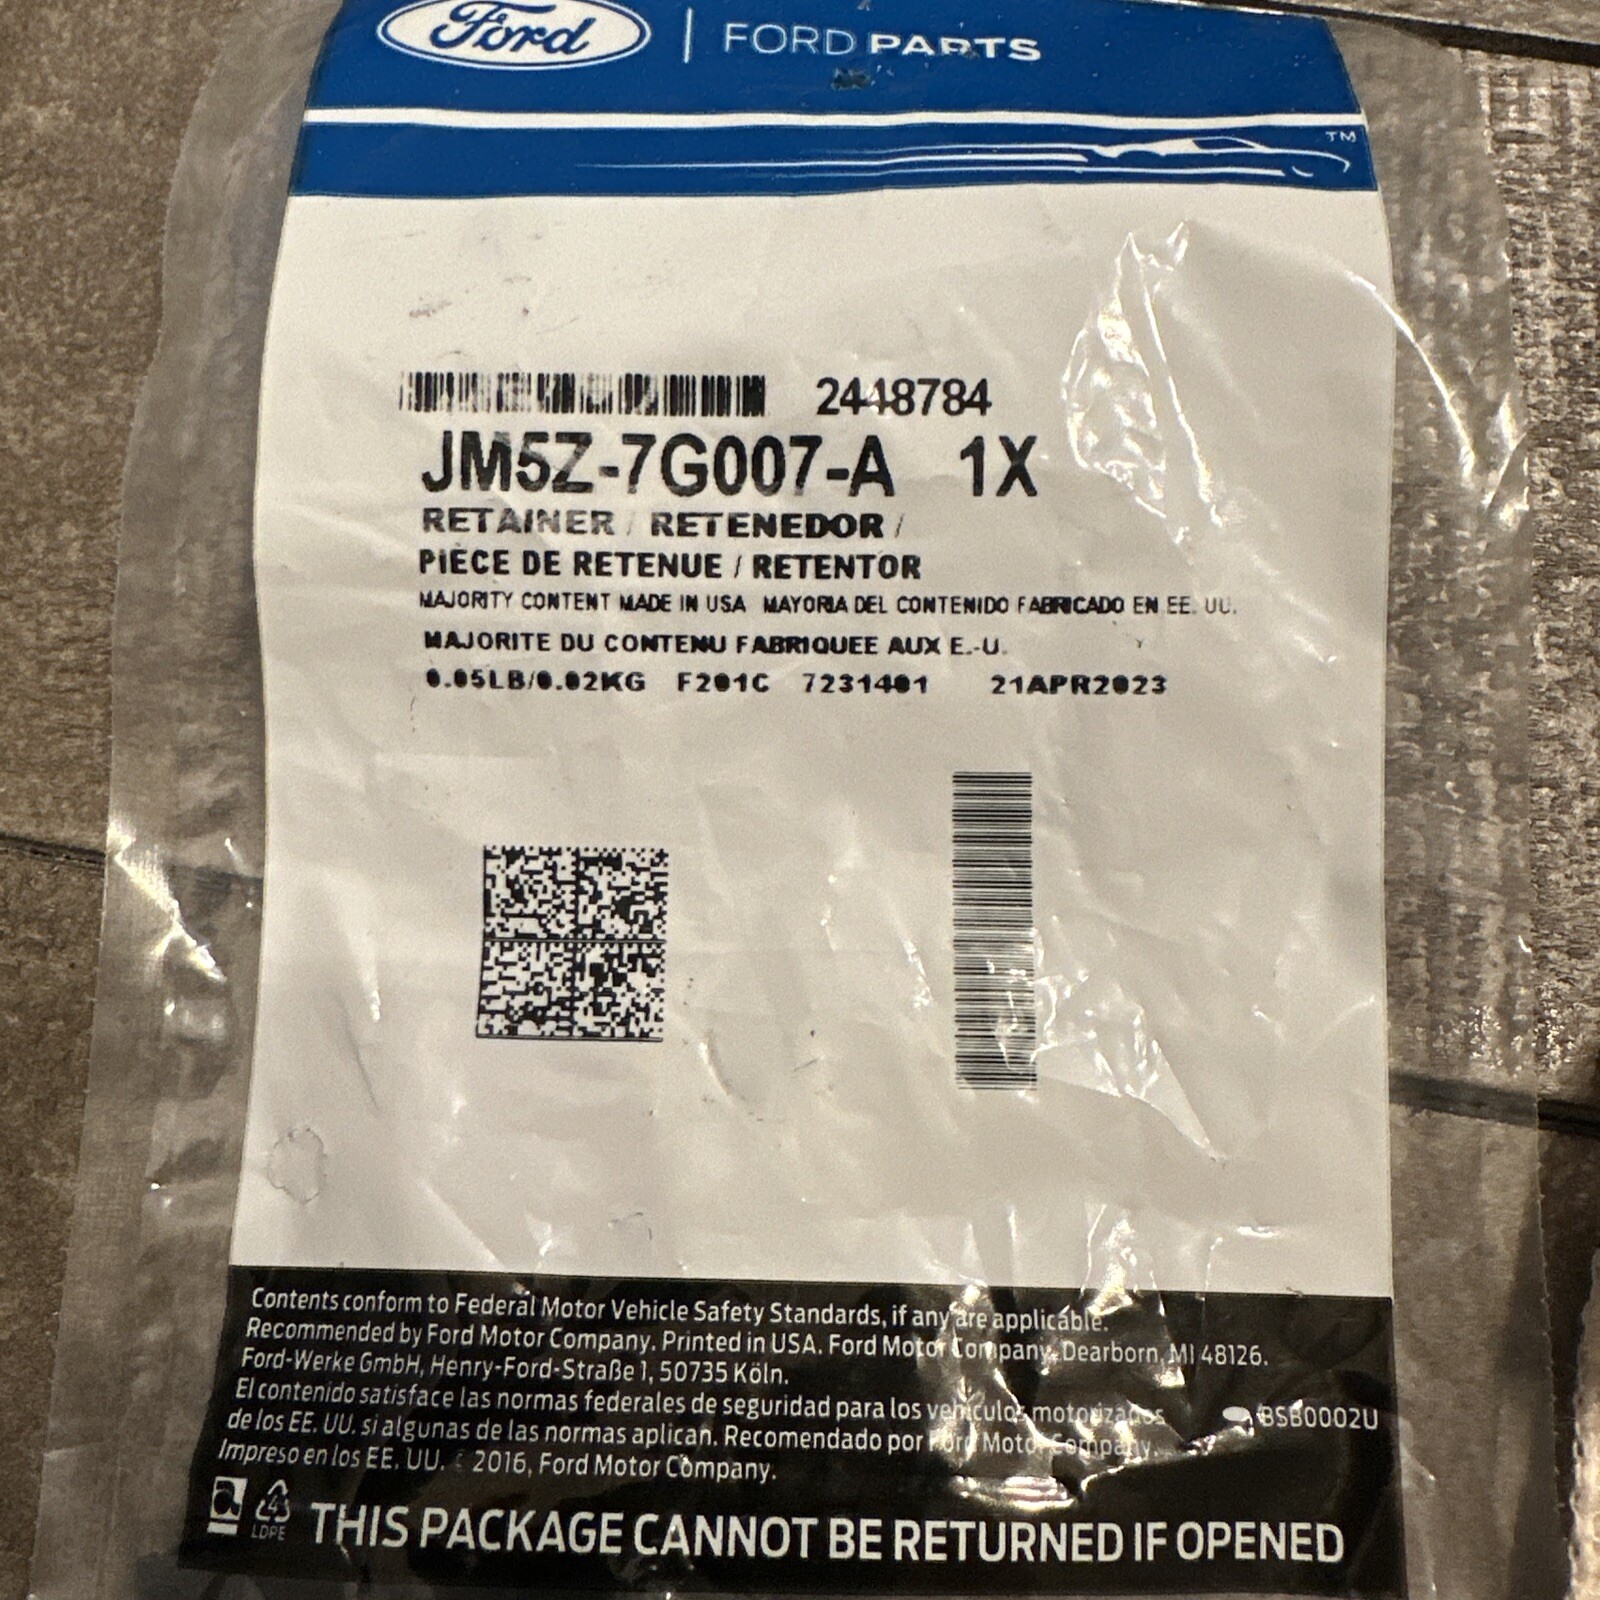 Ford | FORD PARTS
TM
2448784
JM5Z-7G007-A 1X
RETAINER / RETENEDOR /
PIÈCE DE RETENUE / RETENTOR
MAJORITY CONTENT MADE IN USA MAYORIA DEL CONTENIDO FABRICADO EN EE. UU.
MAJORITE DU CONTENU FABRIQUEE AUX E.-U.
0.05LB/0.02KG F201C 7231401 21APR2023
Contents conform to Federal Motor Vehicle Safety Standards, if any are applicable.
Recommended by Ford Motor Company. Printed in USA. Ford Motor Company, Dearborn, MI 48126.
Ford-Werke GmbH, Henry-Ford-Straße 1, 50735 Köln.
El contenido satisface las normas federales de seguridad para los vehículos motorizados
de los EE. UU. si algunas de las normas aplican. Recomendado por Ford Motor Company.
BSB0002U
Impreso en los EE. UU. 2016, Ford Motor Company.
4
LDPE
THIS PACKAGE CANNOT BE RETURNED IF OPENED